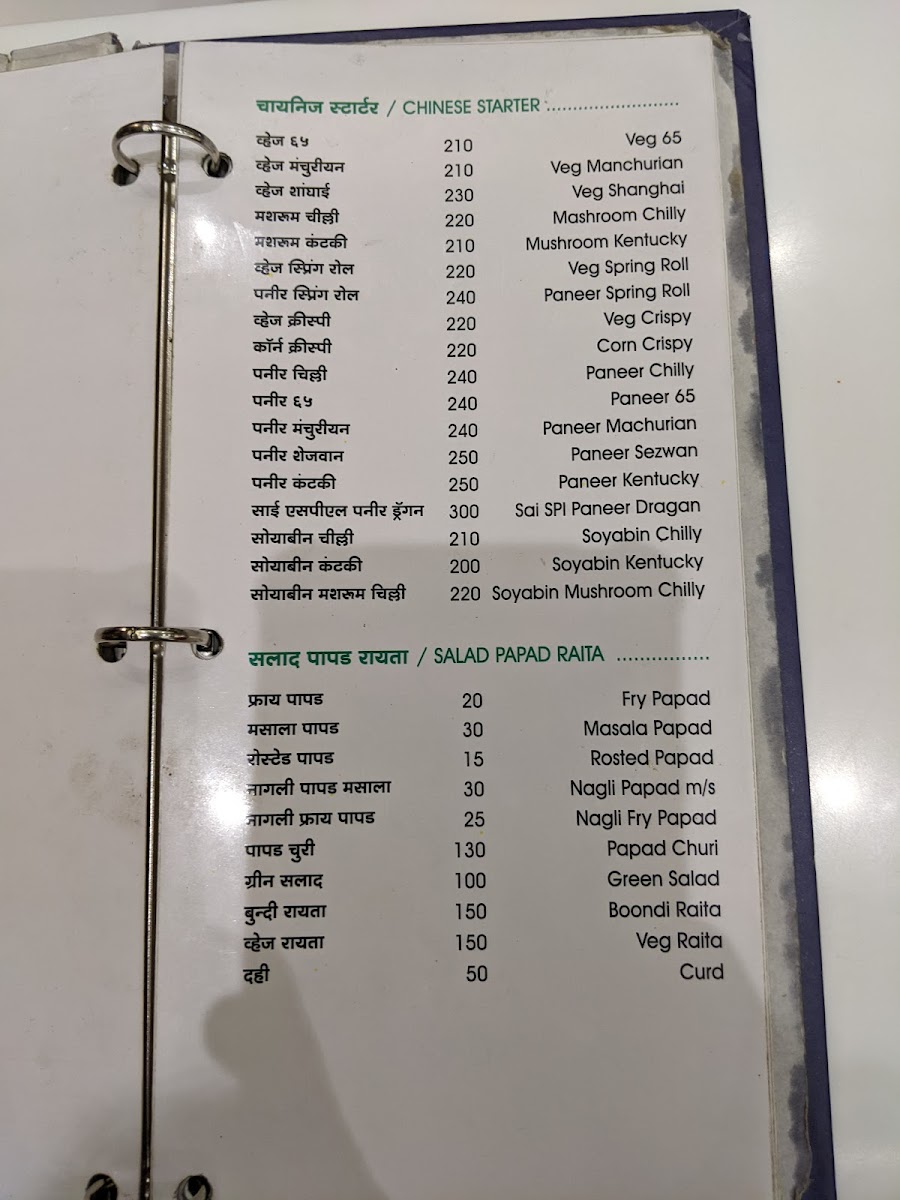 चायनिज स्टार्टर / CHINESE STARTER ..........................
व्हेज ६५ 210 Veg 65
व्हेज मंचुरीयन 210 Veg Manchurian
व्हेज शांघाई 230 Veg Shanghai
मशरूम चील्ली 220 Mashroom Chilly
मशरूम कंटकी 210 Mushroom Kentucky
व्हेज स्प्रिंग रोल 220 Veg Spring Roll
पनीर स्प्रिंग रोल 240 Paneer Spring Roll
व्हेज क्रीस्पी 220 Veg Crispy
कॉर्न क्रीस्पी 220 Corn Crispy
पनीर चिल्ली 240 Paneer Chilly
पनीर ६५ 240 Paneer 65
पनीर मंचुरीयन 240 Paneer Machurian
पनीर शेजवान 250 Paneer Sezwan
पनीर कंटकी 250 Paneer Kentucky
साई एसपीएल पनीर ड्रॅगन 300 Sai SPI Paneer Dragan
सोयाबीन चील्ली 210 Soyabin Chilly
सोयाबीन कंटकी 200 Soyabin Kentucky
सोयाबीन मशरूम चिल्ली 220 Soyabin Mushroom Chilly
सलाद पापड रायता / SALAD PAPAD RAITA ................
फ्राय पापड 20 Fry Papad
मसाला पापड 30 Masala Papad
रोस्टेड पापड 15 Rosted Papad
नागली पापड मसाला 30 Nagli Papad m/s
नागली फ्राय पापड 25 Nagli Fry Papad
पापड चुरी 130 Papad Churi
ग्रीन सलाद 100 Green Salad
बुन्दी रायता 150 Boondi Raita
व्हेज रायता 150 Veg Raita
दही 50 Curd